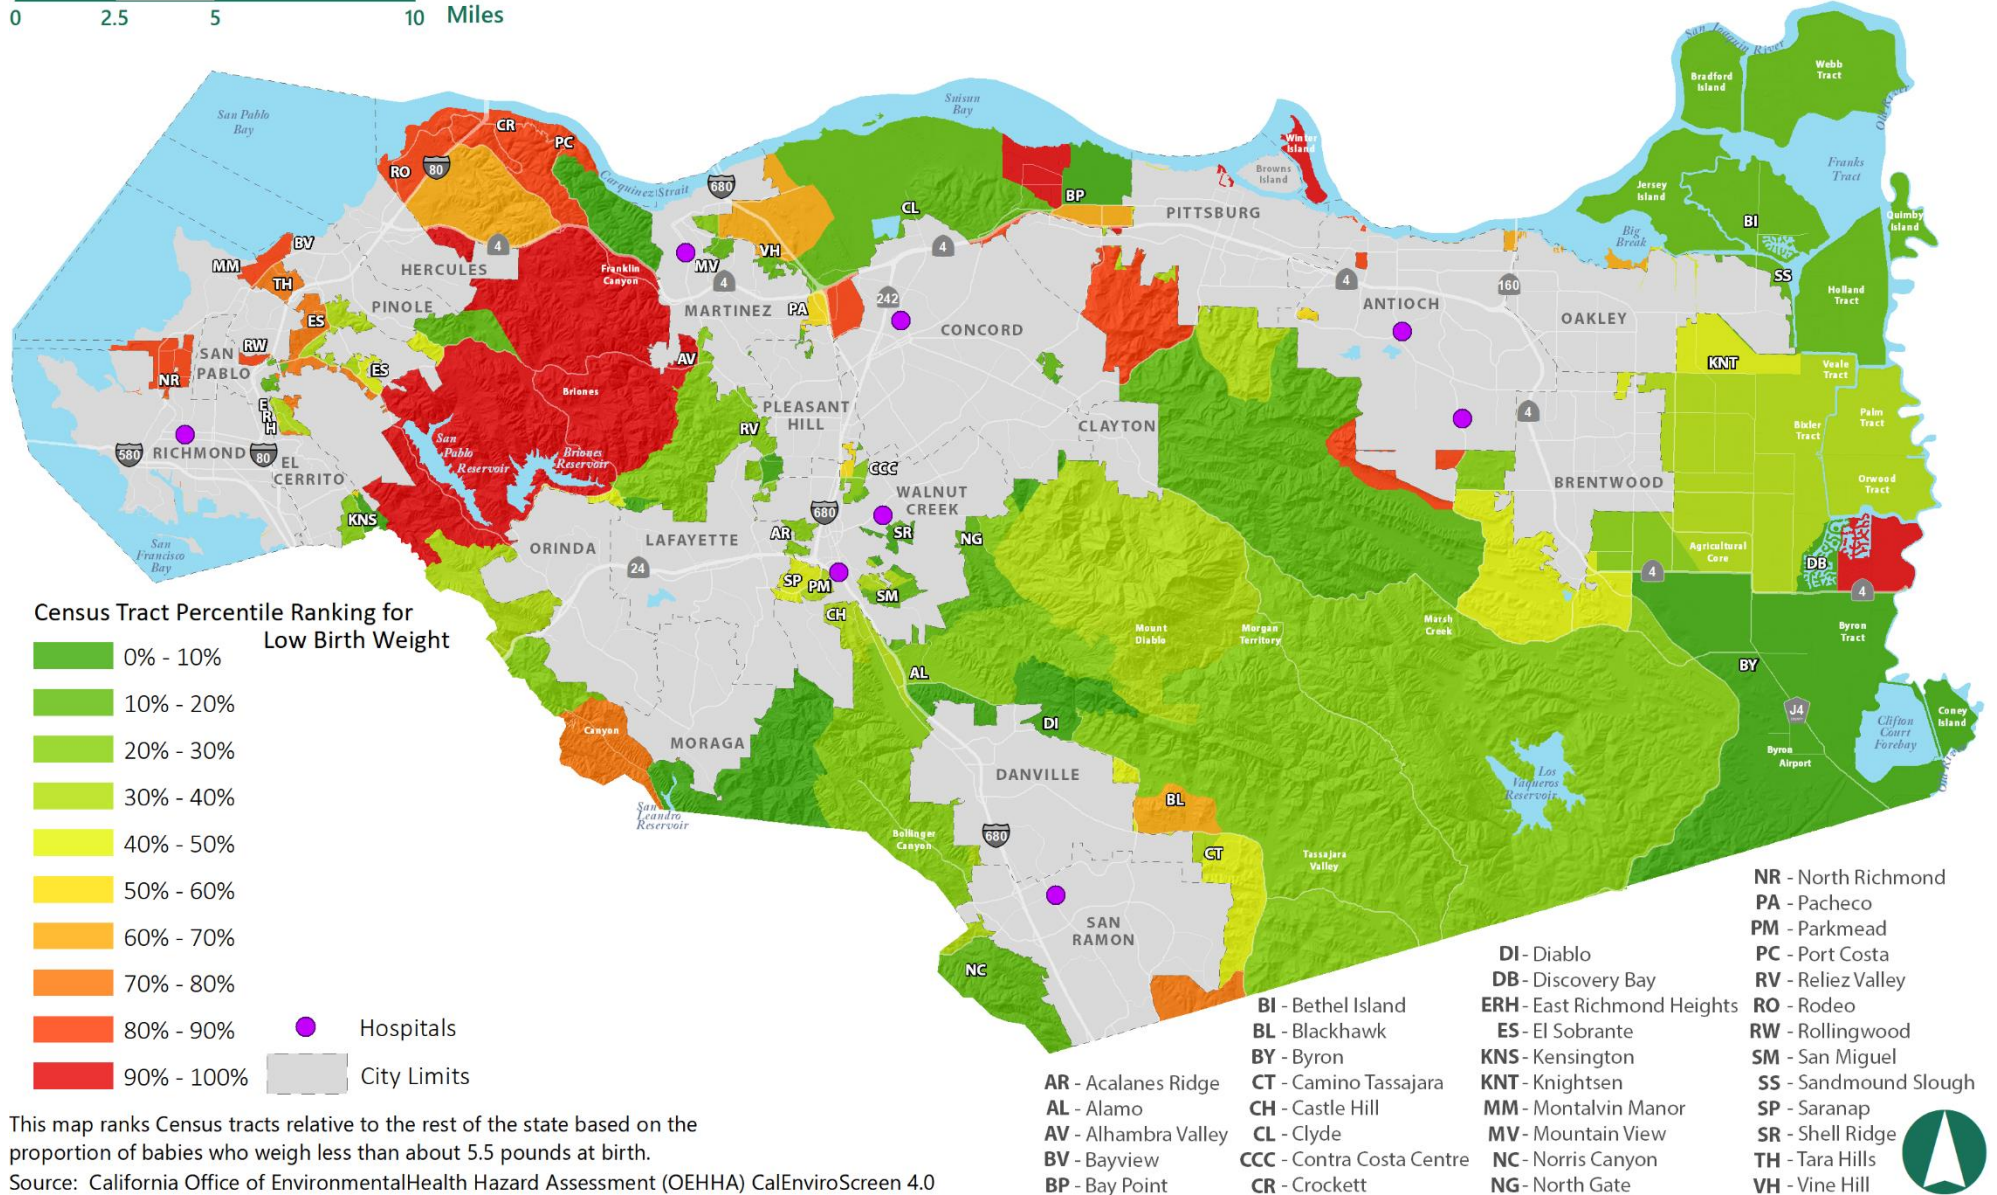 0 2.5 5 10 Miles
San Joaquin River
Webb
Tract
Bradford
Island
Old River
San Pablo
Bay
Suisun
Bay
CR
PC
RO
80
Carquinez Strait
680
Winter
Island
Browns
Island
Franks
Tract
Jersey
Island
BI
Quimby
Island
BP
PITTSBURG
CL
Big
Break
BV
MM
TH
HERCULES
4
Franklin
Canyon
MV
VH
4
4
MARTINEZ
PA
242
CONCORD
4
ANTIOCH
160
OAKLEY
SS
Holland
Tract
PINOLE
ES
RW
SAN
PABLO
NR
ES
AV
Briones
KNT
Veale
Tract
E
R
H
PLEASANT
HILL
RV
CLAYTON
4
Palm
Tract
Bixler
Tract
580
RICHMOND
80
EL
CERRITO
San
Pablo
Reservoir
Briones
Reservoir
CCC
WALNUT
CREEK
680
BRENTWOOD
Orwood
Tract
KNS
San
Francisco
Bay
ORINDA
LAFAYETTE
24
AR
SR
NG
SP
PM
SM
CH
Agricultural
Core
4
DB
4
Mount
Diablo
Morgan
Territory
Marsh
Creek
Byron
Tract
BY
AL
DI
Canyon
MORAGA
San
Leandro
Reservoir
DANVILLE
BL
680
Bollinger
Canyon
CT
Tassajara
Valley
Los
Vaqueros
Reservoir
J4
Byron
Airport
Clifton
Court
Forebay
Coney
Island
Old River
SAN
RAMON
NC
Census Tract Percentile Ranking for
Low Birth Weight
0% - 10%
10% - 20%
20% - 30%
30% - 40%
40% - 50%
50% - 60%
60% - 70%
70% - 80%
80% - 90%
90% - 100%
Hospitals
City Limits
AR - Acalanes Ridge
AL - Alamo
AV - Alhambra Valley
BV - Bayview
BP - Bay Point
BI - Bethel Island
BL - Blackhawk
BY - Byron
CT - Camino Tassajara
CH - Castle Hill
CL - Clyde
CCC - Contra Costa Centre
CR - Crockett
DI - Diablo
DB - Discovery Bay
ERH - East Richmond Heights
ES - El Sobrante
KNS - Kensington
KNT - Knightsen
MM - Montalvin Manor
MV - Mountain View
NC - Norris Canyon
NG - North Gate
NR - North Richmond
PA - Pacheco
PM - Parkmead
PC - Port Costa
RV - Reliez Valley
RO - Rodeo
RW - Rollingwood
SM - San Miguel
SS - Sandmound Slough
SP - Saranap
SR - Shell Ridge
TH - Tara Hills
VH - Vine Hill
This map ranks Census tracts relative to the rest of the state based on the
proportion of babies who weigh less than about 5.5 pounds at birth.
Source: California Office of EnvironmentalHealth Hazard Assessment (OEHHA) CalEnviroScreen 4.0